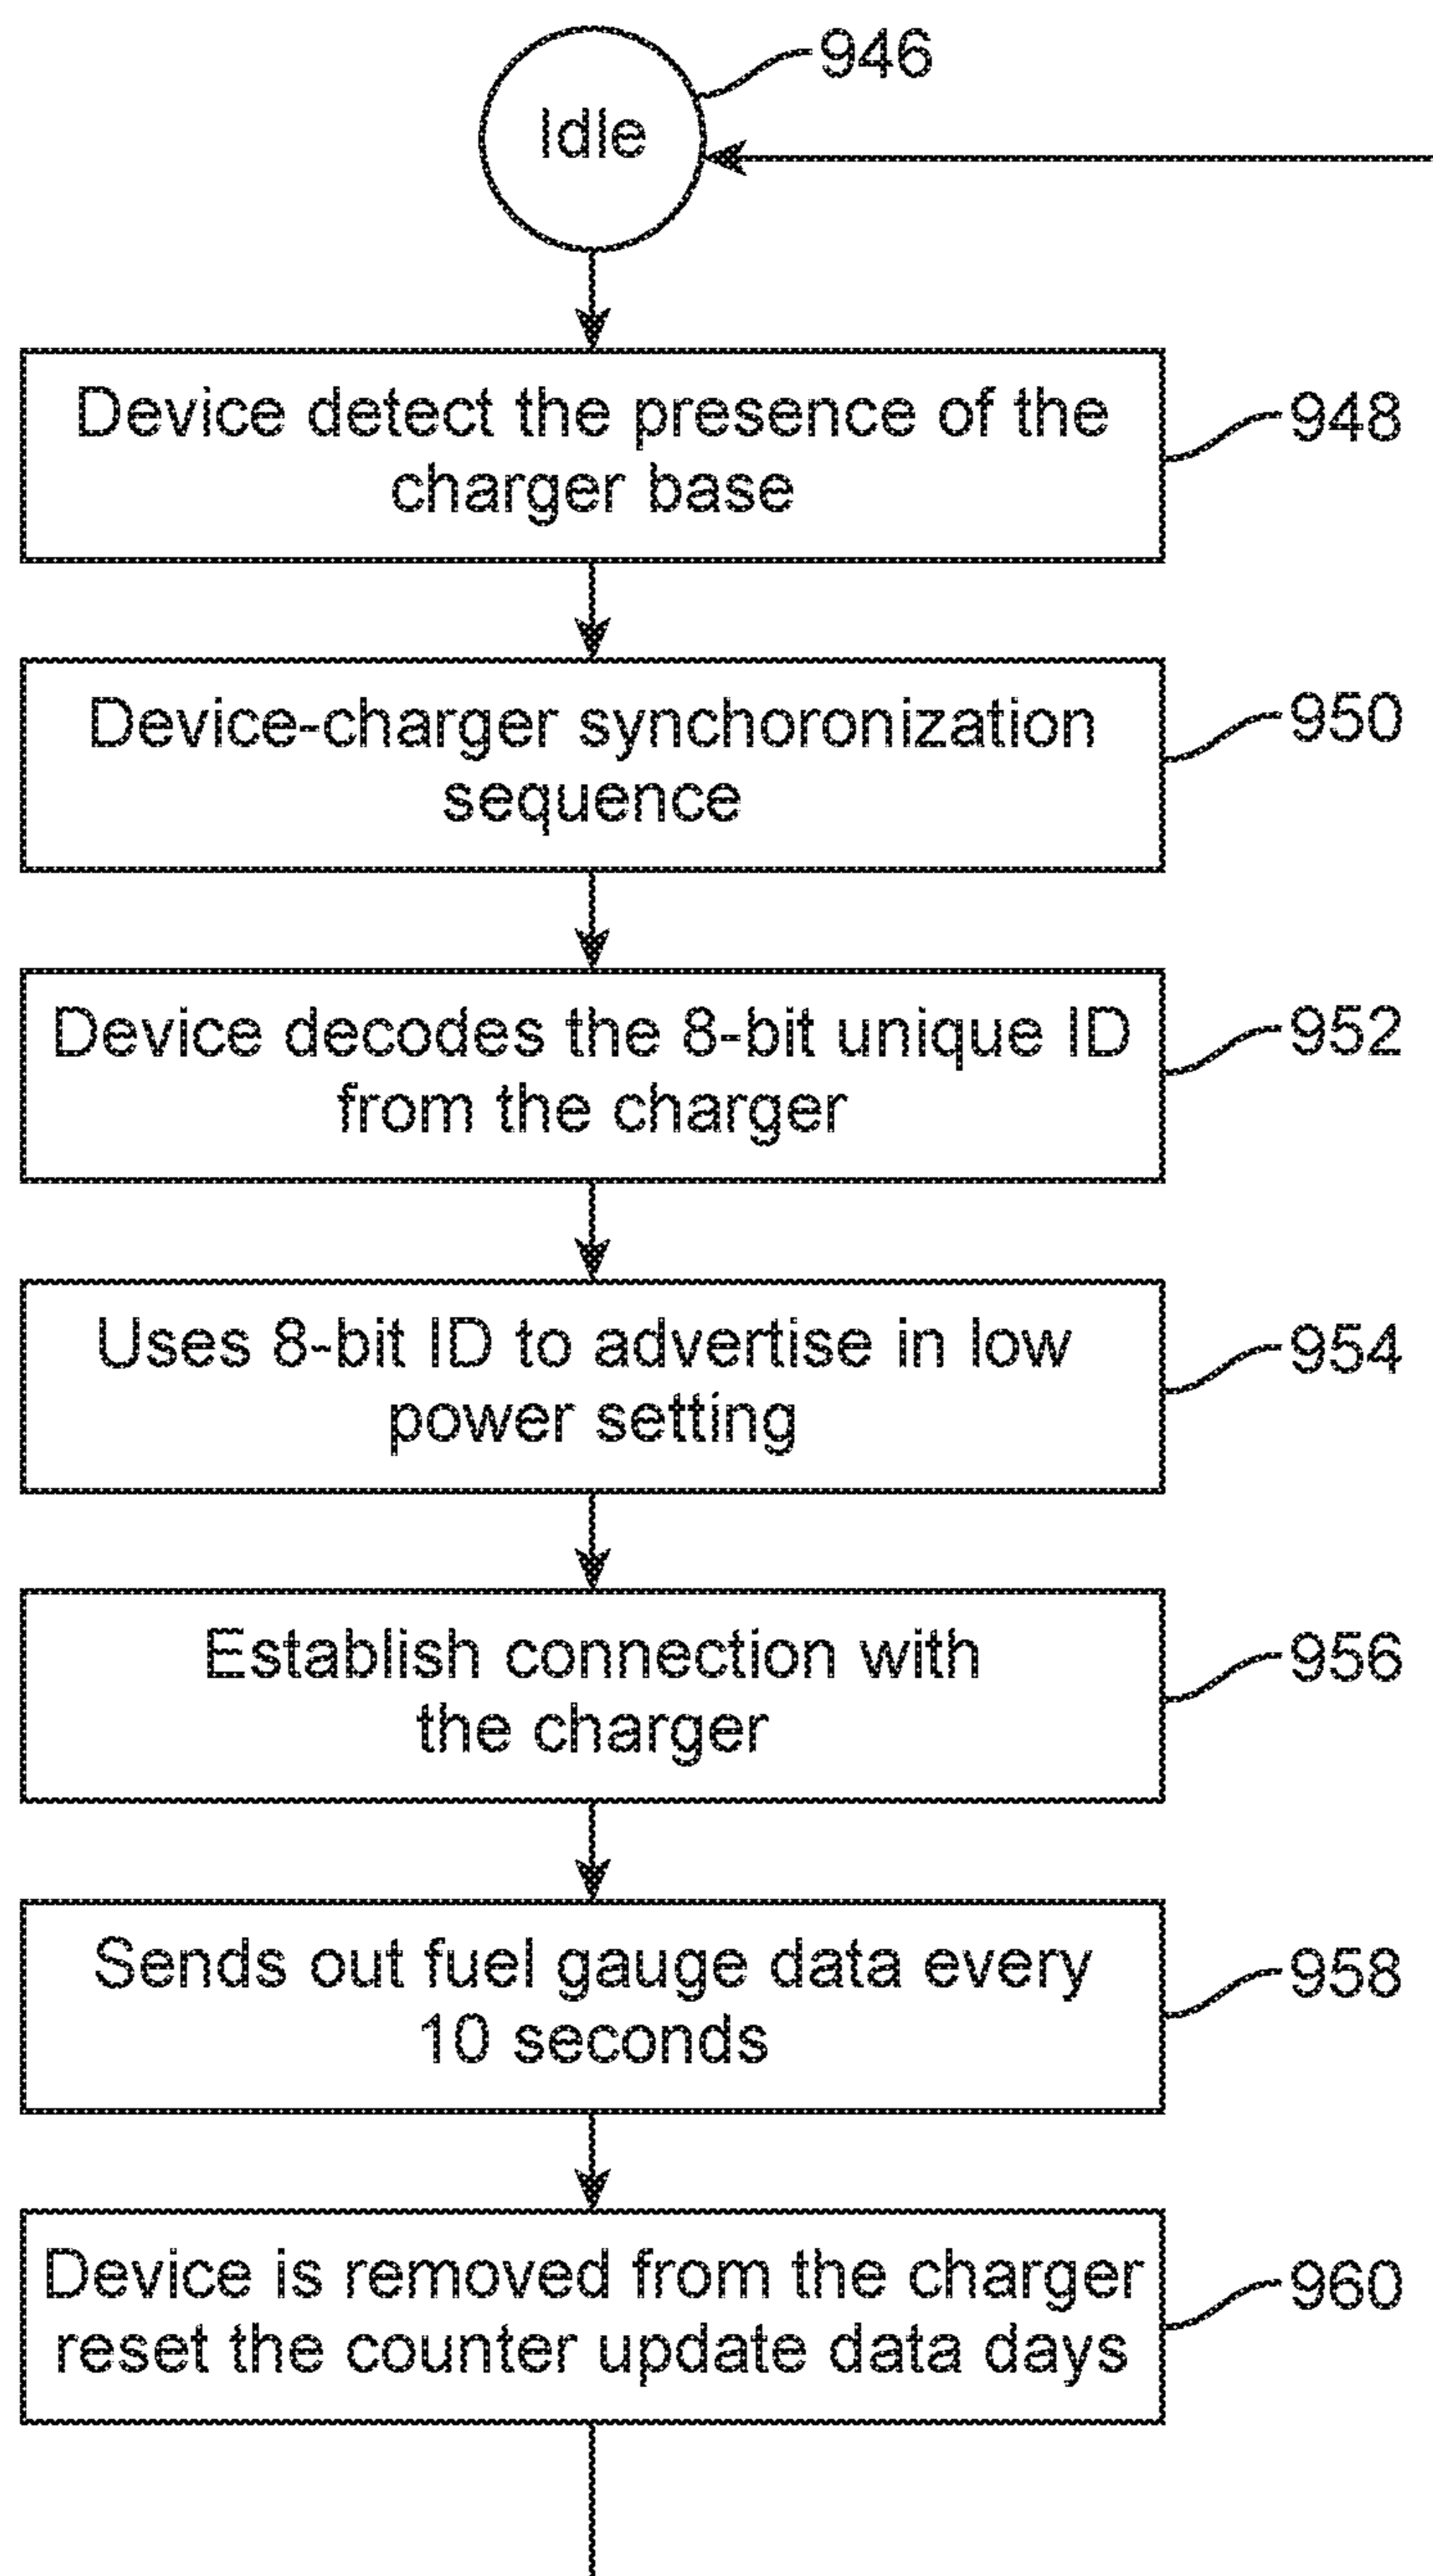 Idle
946
Device detect the presence of the
charger base
948
Device-charger synchoronization
sequence
950
Device decodes the 8-bit unique ID
from the charger
952
Uses 8-bit ID to advertise in low
power setting
954
Establish connection with
the charger
956
Sends out fuel gauge data every
10 seconds
958
Device is removed from the charger
reset the counter update data days
960